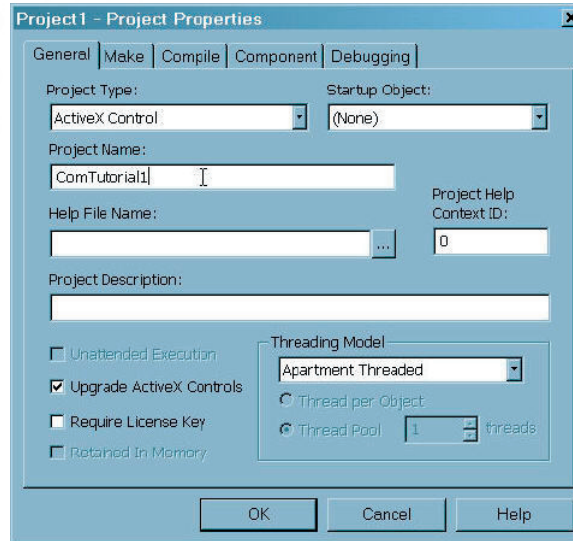 Project1 - Project Properties
General Make Compile Component Debugging
Project Type:
Startup Object:
ActiveX Control
(None)
Project Name:
ComTutorial1
Project Help
Context ID:
Help File Name:
0
...
Project Description:
Unattended Execution
Upgrade ActiveX Controls
Require License Key
Retained In Memory
Threading Model
Apartment Threaded
Thread per Object
Thread Pool 1 threads
OK Cancel Help